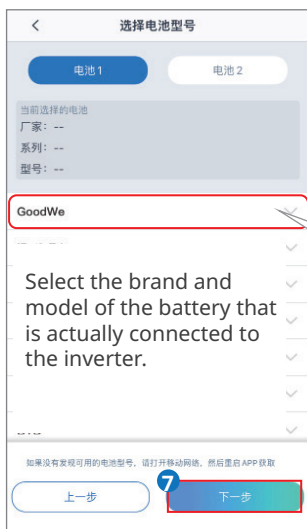 选择电池型号
电池1
电池2
当前选择的电池
厂家：--
系列：--
型号：--
GoodWe
Select the brand and
model of the battery that
is actually connected to
the inverter.
如果没有发现可用的电池型号，请打开移动网络，然后重启APP获取
7
上一步
下一步